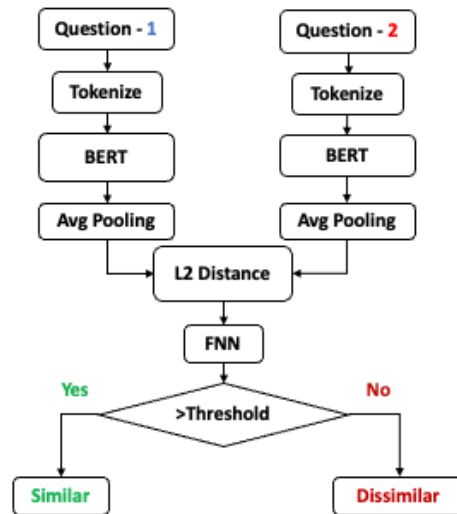 Question - 1
Question - 2
Tokenize
Tokenize
BERT
BERT
Avg Pooling
Avg Pooling
L2 Distance
FNN
Yes
No
>Threshold
Similar
Dissimilar